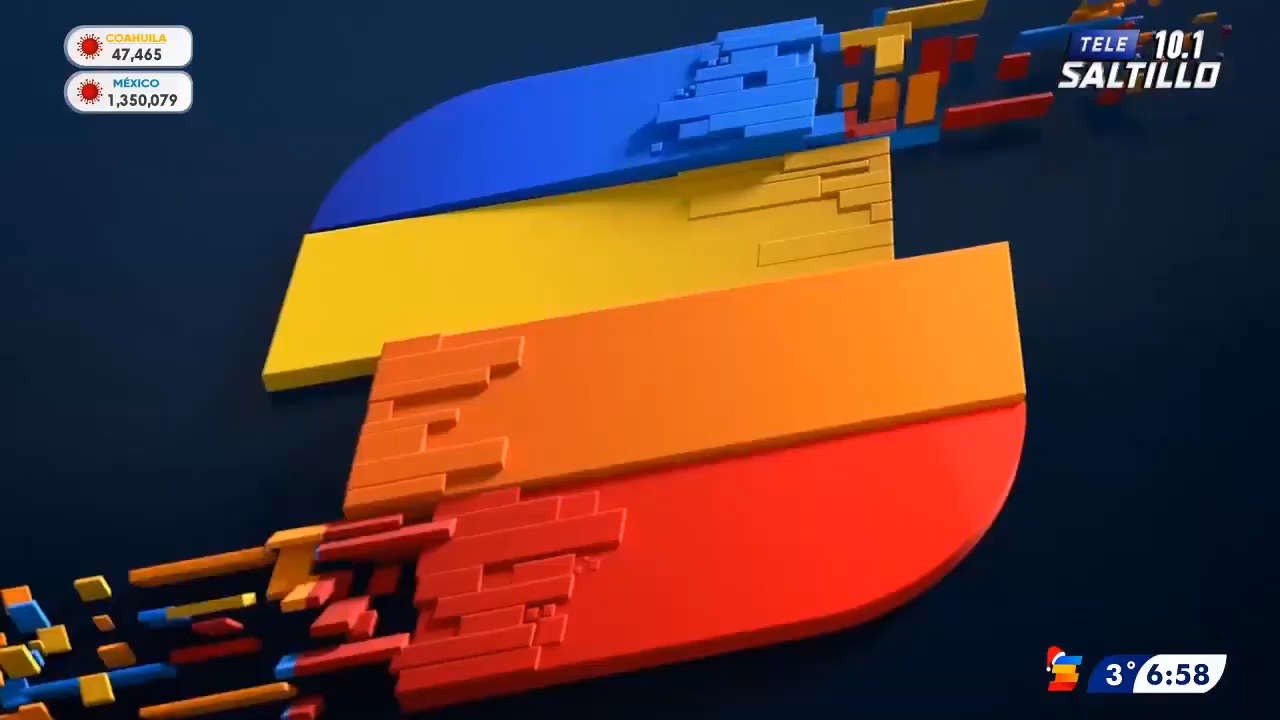 COAHUILA
47,465
MÉXICO
1,350,079
TELE 10.1
SALTILLO
3° 6:58